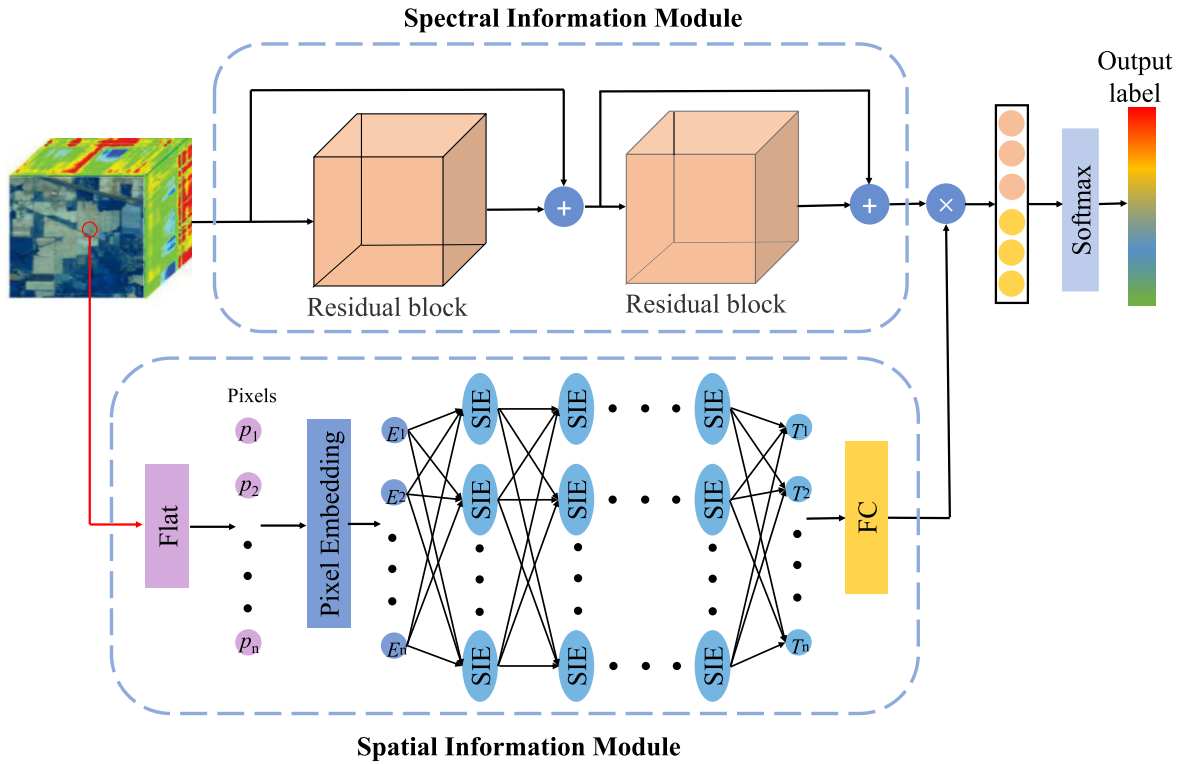 Spectral Information Module
Output
label
+
+
×
Softmax
Residual block
Residual block
Pixels
p1
p2
pn
Flat
Pixel Embedding
E1
E2
En
SIE
SIE
SIE
SIE
SIE
SIE
SIE
SIE
SIE
T1
T2
Tn
FC
Spatial Information Module